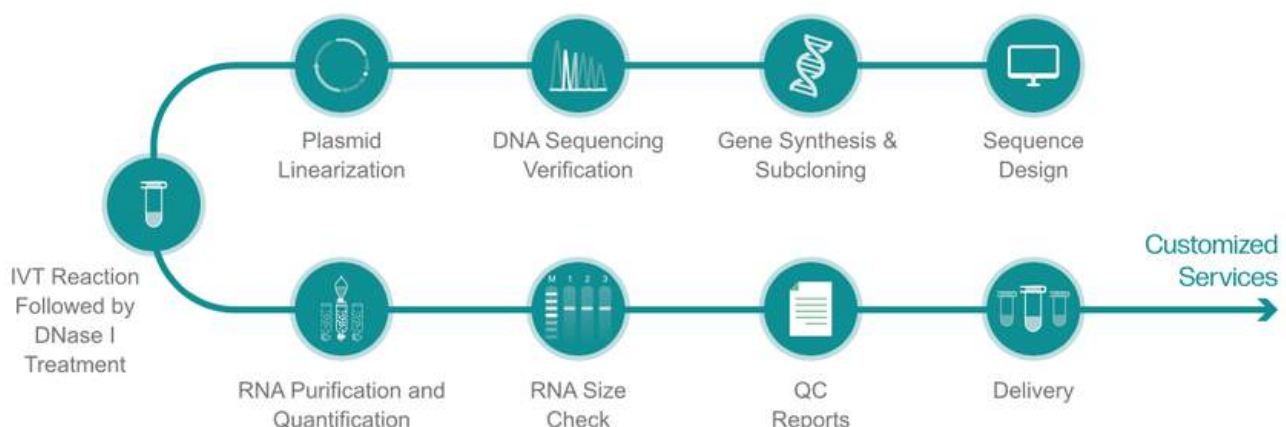 Plasmid
Linearization
DNA Sequencing
Verification
Gene Synthesis &
Subcloning
Sequence
Design
IVT Reaction
Followed by
DNase I
Treatment
Customized
Services
M 1 2 3
RNA Purification and
Quantification
RNA Size
Check
QC
Reports
Delivery